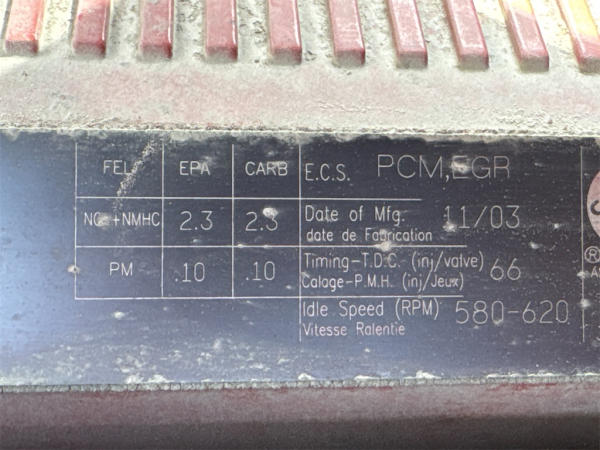 FEL EPA CARB E.C.S. PCM,EGR
+NMHC 2.3 2.3 Date of Mfg. 11/03
date de Fabrication
PM .10 .10 Timing-T.D.C. (inj/valve) 66
Calage-P.M.H. (inj/Jeux)
Idle Speed (RPM) 580-620
Vitesse Ralentie